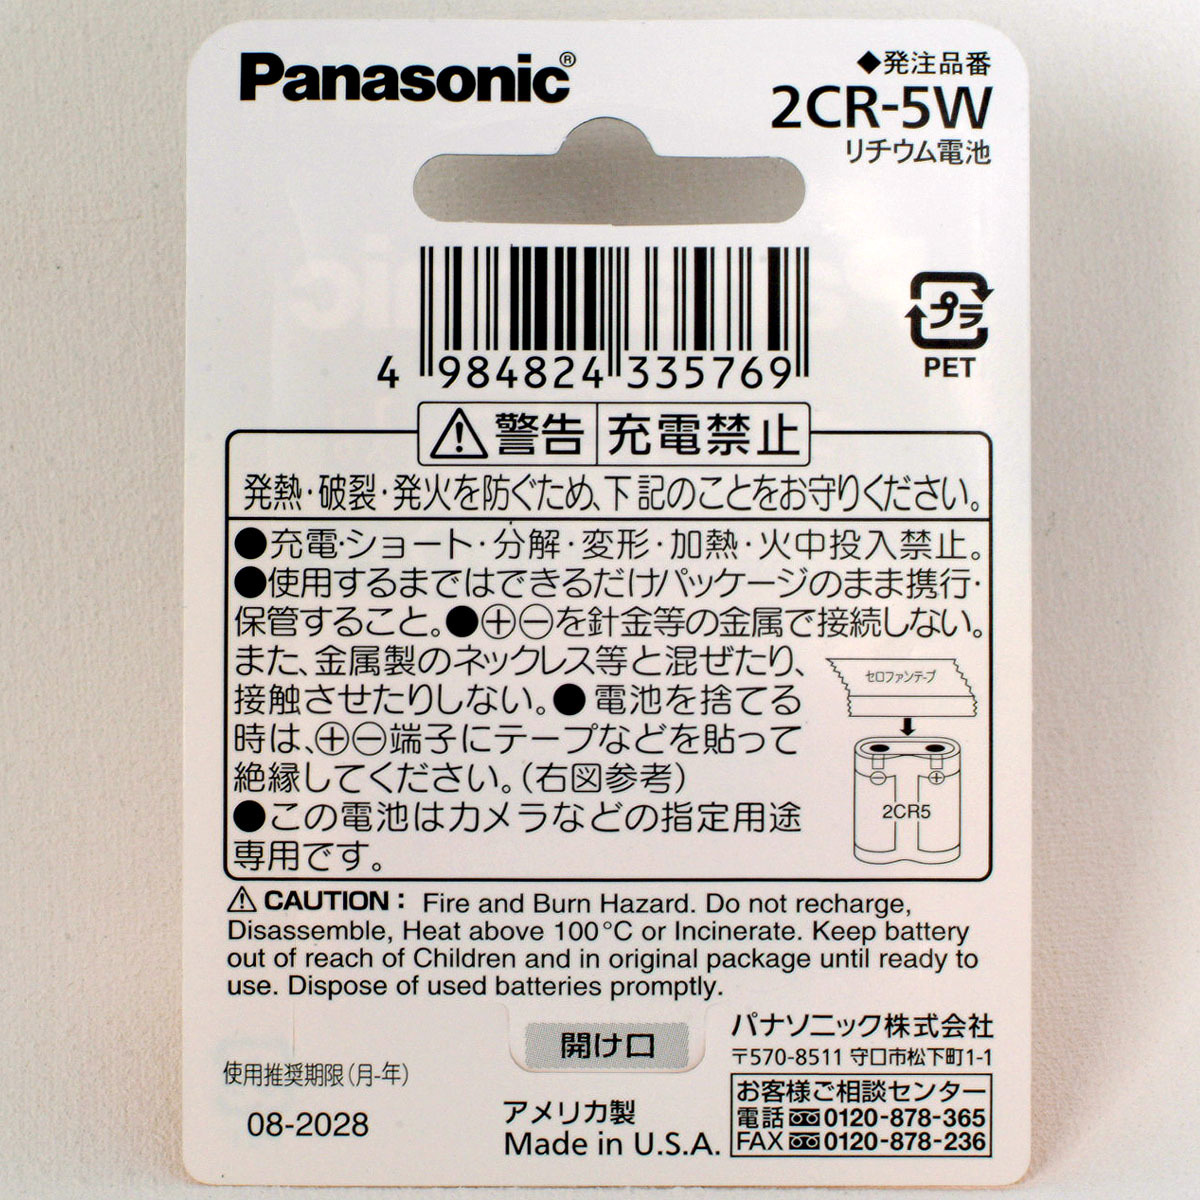 Panasonic®
◆発注品番
2CR-5W
リチウム電池
4 984824 335769
プラ
PET
⚠警告 充電禁止
発熱・破裂・発火を防ぐため、下記のことをお守りください。
●充電・ショート・分解・変形・加熱・火中投入禁止。
●使用するまではできるだけパッケージのまま携行・
保管すること。●⊕⊖を針金等の金属で接続しない。
また、金属製のネックレス等と混ぜたり、
接触させたりしない。●電池を捨てる
時は、⊕⊖端子にテープなどを貼って
絶縁してください。(右図参考)
●この電池はカメラなどの指定用途
専用です。
セロファンテープ
⊖ ⊕
2CR5
⚠ CAUTION : Fire and Burn Hazard. Do not recharge,
Disassemble, Heat above 100°C or Incinerate. Keep battery
out of reach of Children and in original package until ready to
use. Dispose of used batteries promptly.
開け口
使用推奨期限(月-年)
08-2028
アメリカ製
Made in U.S.A.
パナソニック株式会社
〒570-8511 守口市松下町1-1
お客様ご相談センター
電話 0120-878-365
FAX 0120-878-236